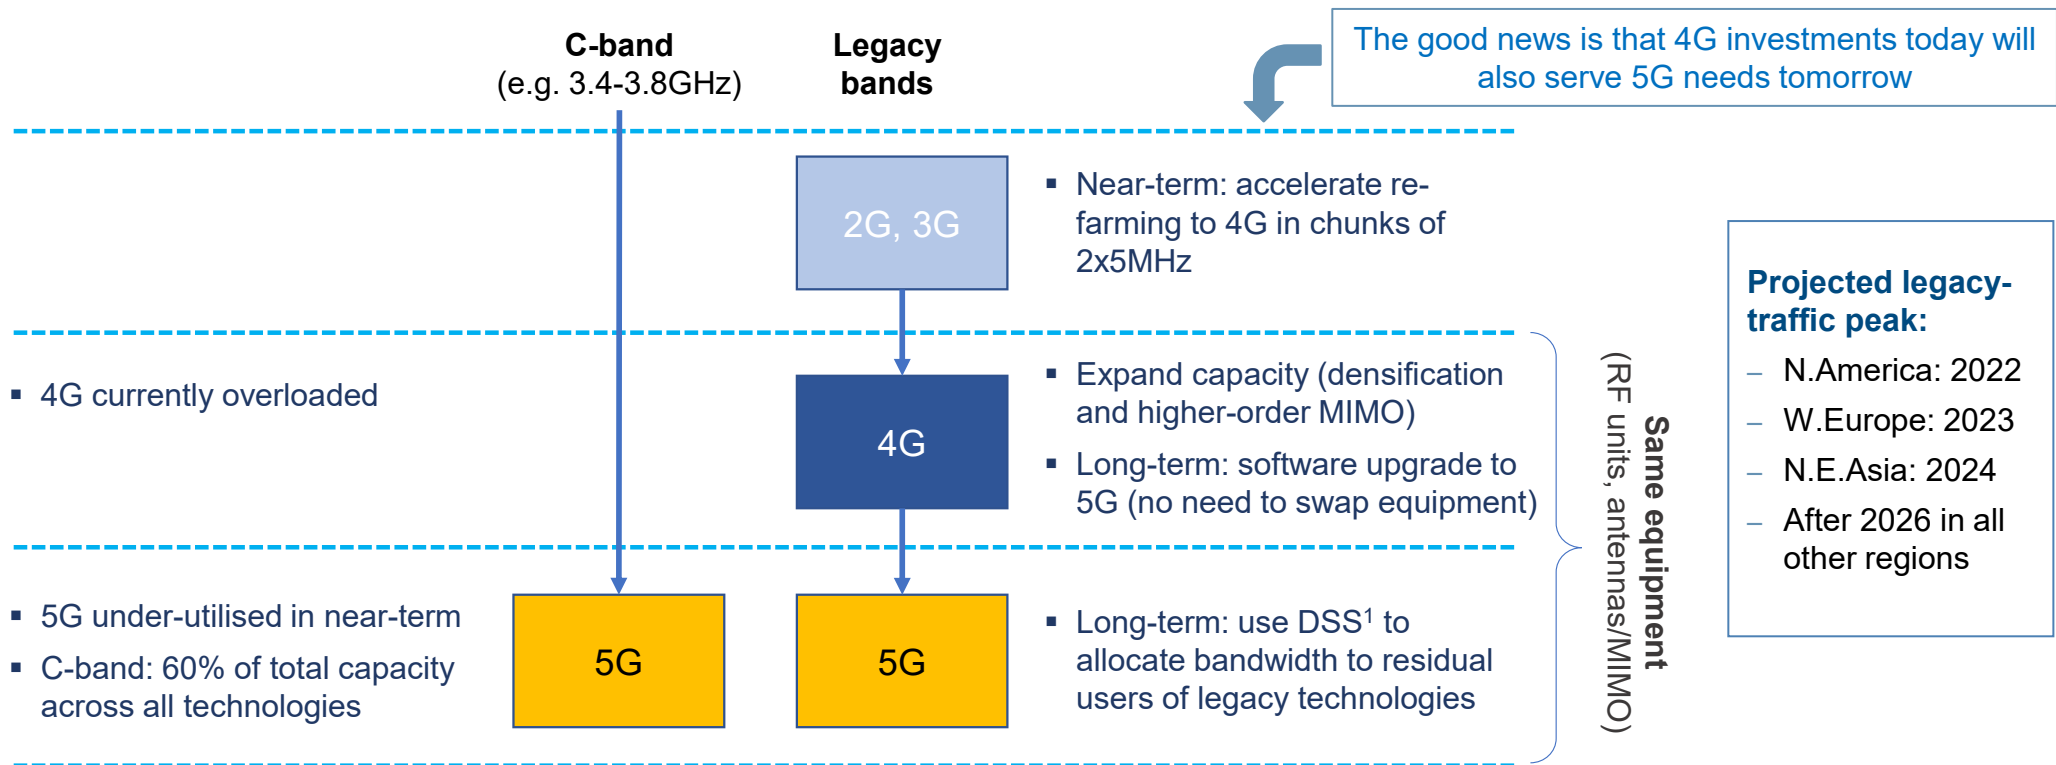 C-band
(e.g. 3.4-3.8GHz)
Legacy
bands
The good news is that 4G investments today will
also serve 5G needs tomorrow
2G, 3G
▪ Near-term: accelerate re-
farming to 4G in chunks of
2x5MHz
▪ 4G currently overloaded
4G
▪ Expand capacity (densification
and higher-order MIMO)
▪ Long-term: software upgrade to
5G (no need to swap equipment)
▪ 5G under-utilised in near-term
▪ C-band: 60% of total capacity
across all technologies
5G
5G
▪ Long-term: use DSS¹ to
allocate bandwidth to residual
users of legacy technologies
Same equipment
(RF units, antennas/MIMO)
Projected legacy-
traffic peak:
– N.America: 2022
– W.Europe: 2023
– N.E.Asia: 2024
– After 2026 in all
other regions